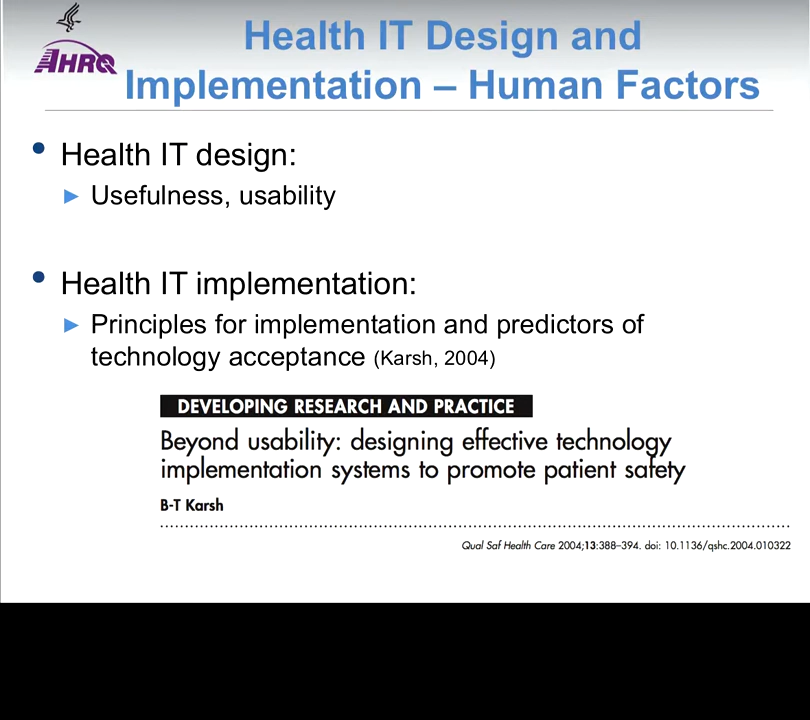 AHRQ
Health IT Design and
Implementation – Human Factors
• Health IT design:
► Usefulness, usability
• Health IT implementation:
► Principles for implementation and predictors of
technology acceptance (Karsh, 2004)
DEVELOPING RESEARCH AND PRACTICE
Beyond usability: designing effective technology
implementation systems to promote patient safety
B-T Karsh
Qual Saf Health Care 2004;13:388–394. doi: 10.1136/qshc.2004.010322